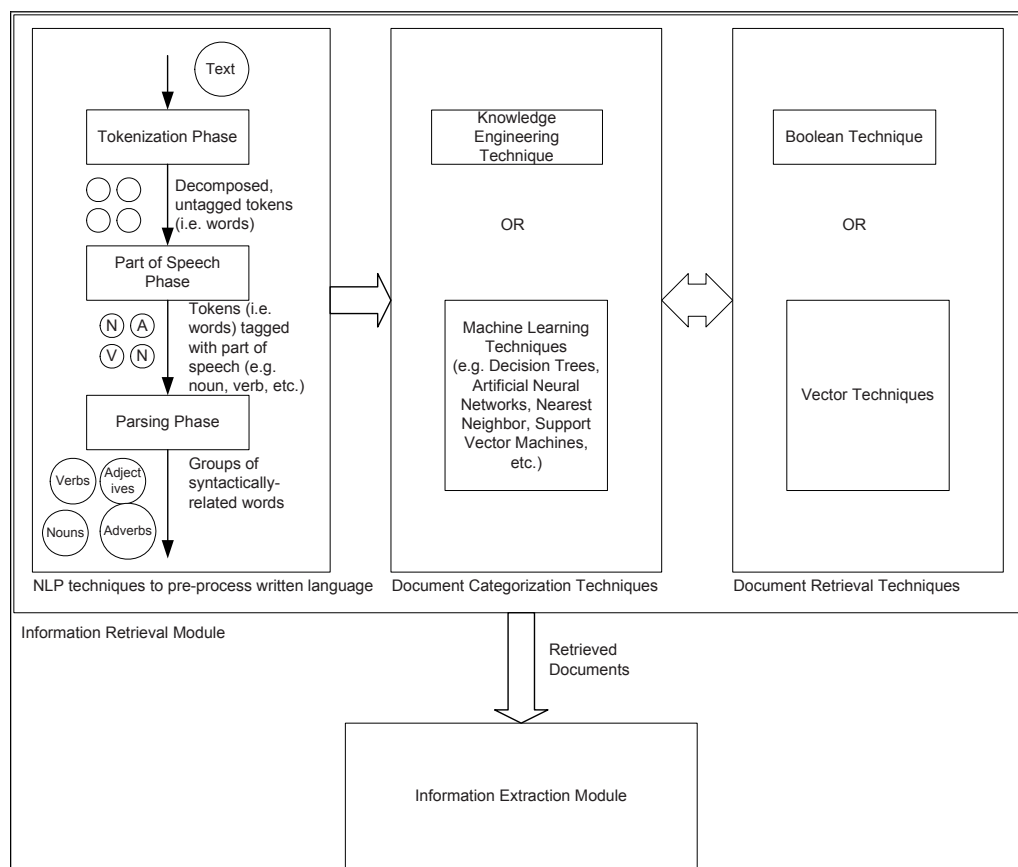 Text
Tokenization Phase
Decomposed,
untagged tokens
(i.e. words)
Part of Speech
Phase
N
A
V
N
Tokens (i.e.
words) tagged
with part of
speech (e.g.
noun, verb, etc.)
Parsing Phase
Groups of
syntactically-
related words
Verbs
Adject
ives
Nouns
Adverbs
NLP techniques to pre-process written language
Knowledge
Engineering
Technique
OR
Machine Learning
Techniques
(e.g. Decision Trees,
Artificial Neural
Networks, Nearest
Neighbor, Support
Vector Machines,
etc.)
Document Categorization Techniques
Boolean Technique
OR
Vector Techniques
Document Retrieval Techniques
Information Retrieval Module
Retrieved
Documents
Information Extraction Module